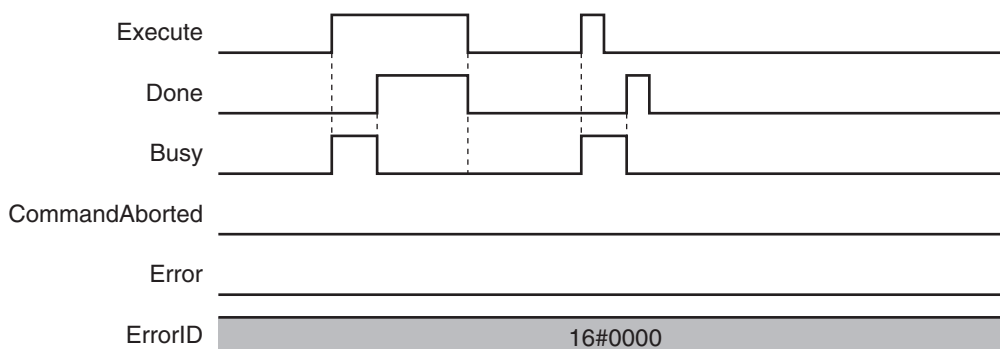 Execute
Done
Busy
CommandAborted
Error
ErrorID 16#0000